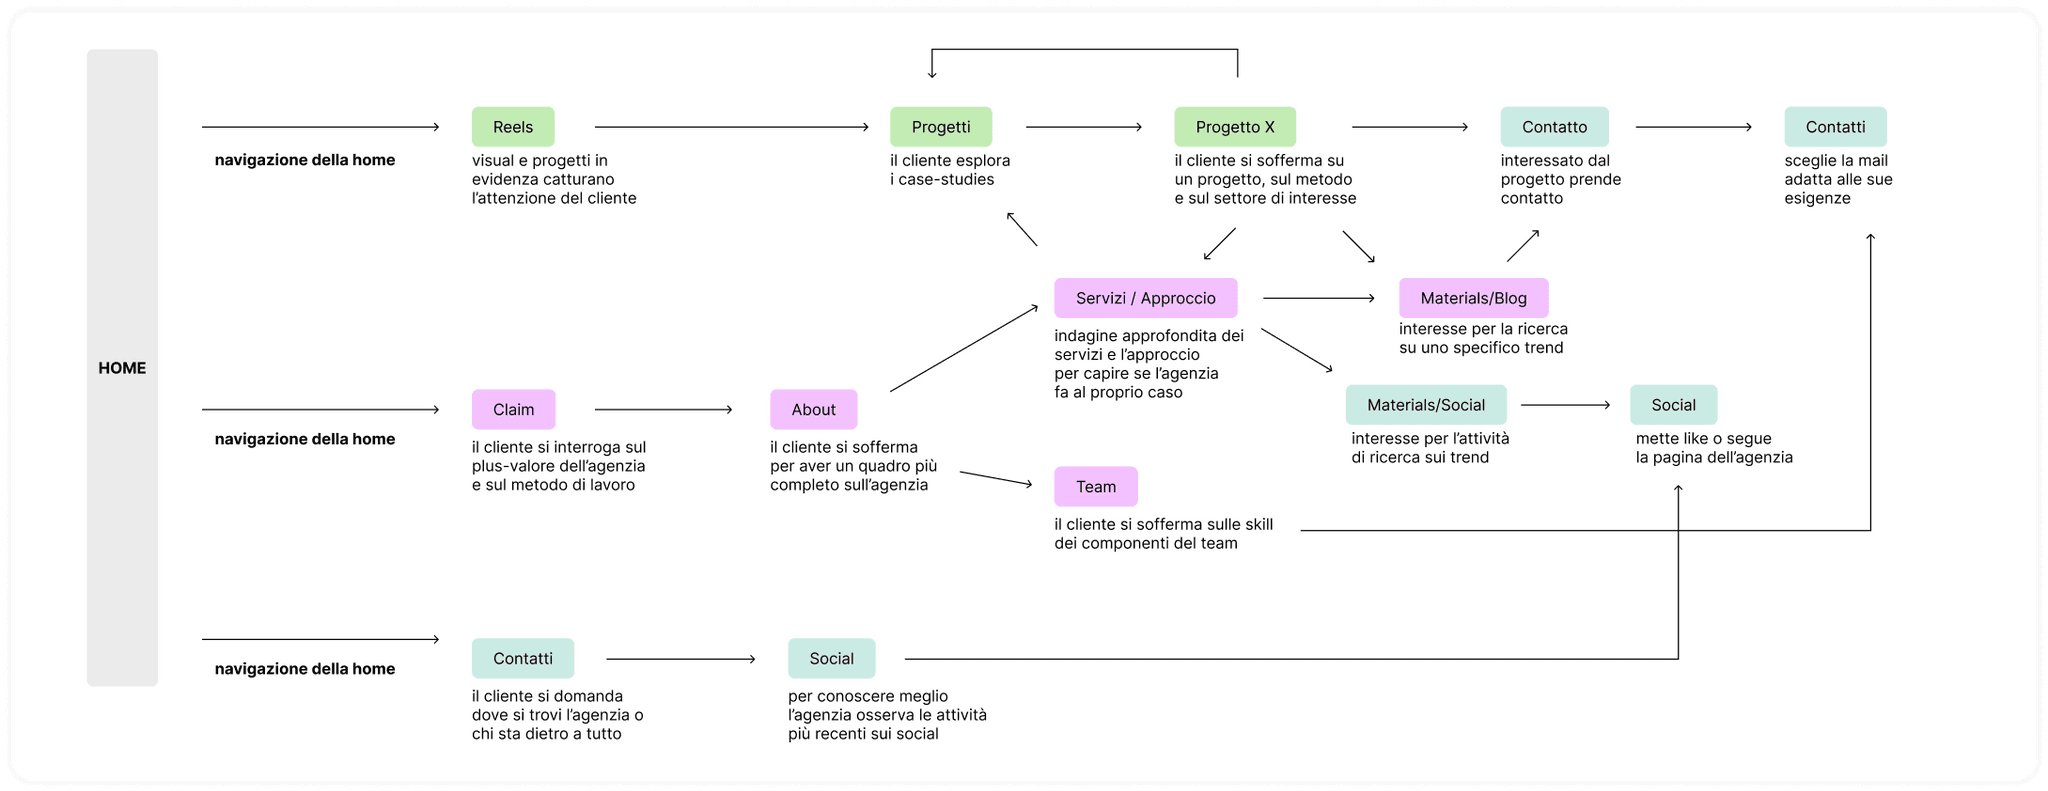 HOME
navigazione della home
Reels
visual e progetti in
evidenza catturano
l’attenzione del cliente
Progetti
il cliente esplora
i case-studies
Progetto X
il cliente si sofferma su
un progetto, sul metodo
e sul settore di interesse
Contatto
interessato dal
progetto prende
contatto
Contatti
sceglie la mail
adatta alle sue
esigenze
Servizi / Approccio
indagine approfondita dei
servizi e l’approccio
per capire se l’agenzia
fa al proprio caso
Materials/Blog
interesse per la ricerca
su uno specifico trend
navigazione della home
Claim
il cliente si interroga sul
plus-valore dell’agenzia
e sul metodo di lavoro
About
il cliente si sofferma
per aver un quadro più
completo sull’agenzia
Materials/Social
interesse per l’attività
di ricerca sui trend
Social
mette like o segue
la pagina dell’agenzia
Team
il cliente si sofferma sulle skill
dei componenti del team
navigazione della home
Contatti
il cliente si domanda
dove si trovi l’agenzia o
chi sta dietro a tutto
Social
per conoscere meglio
l’agenzia osserva le attività
più recenti sui social